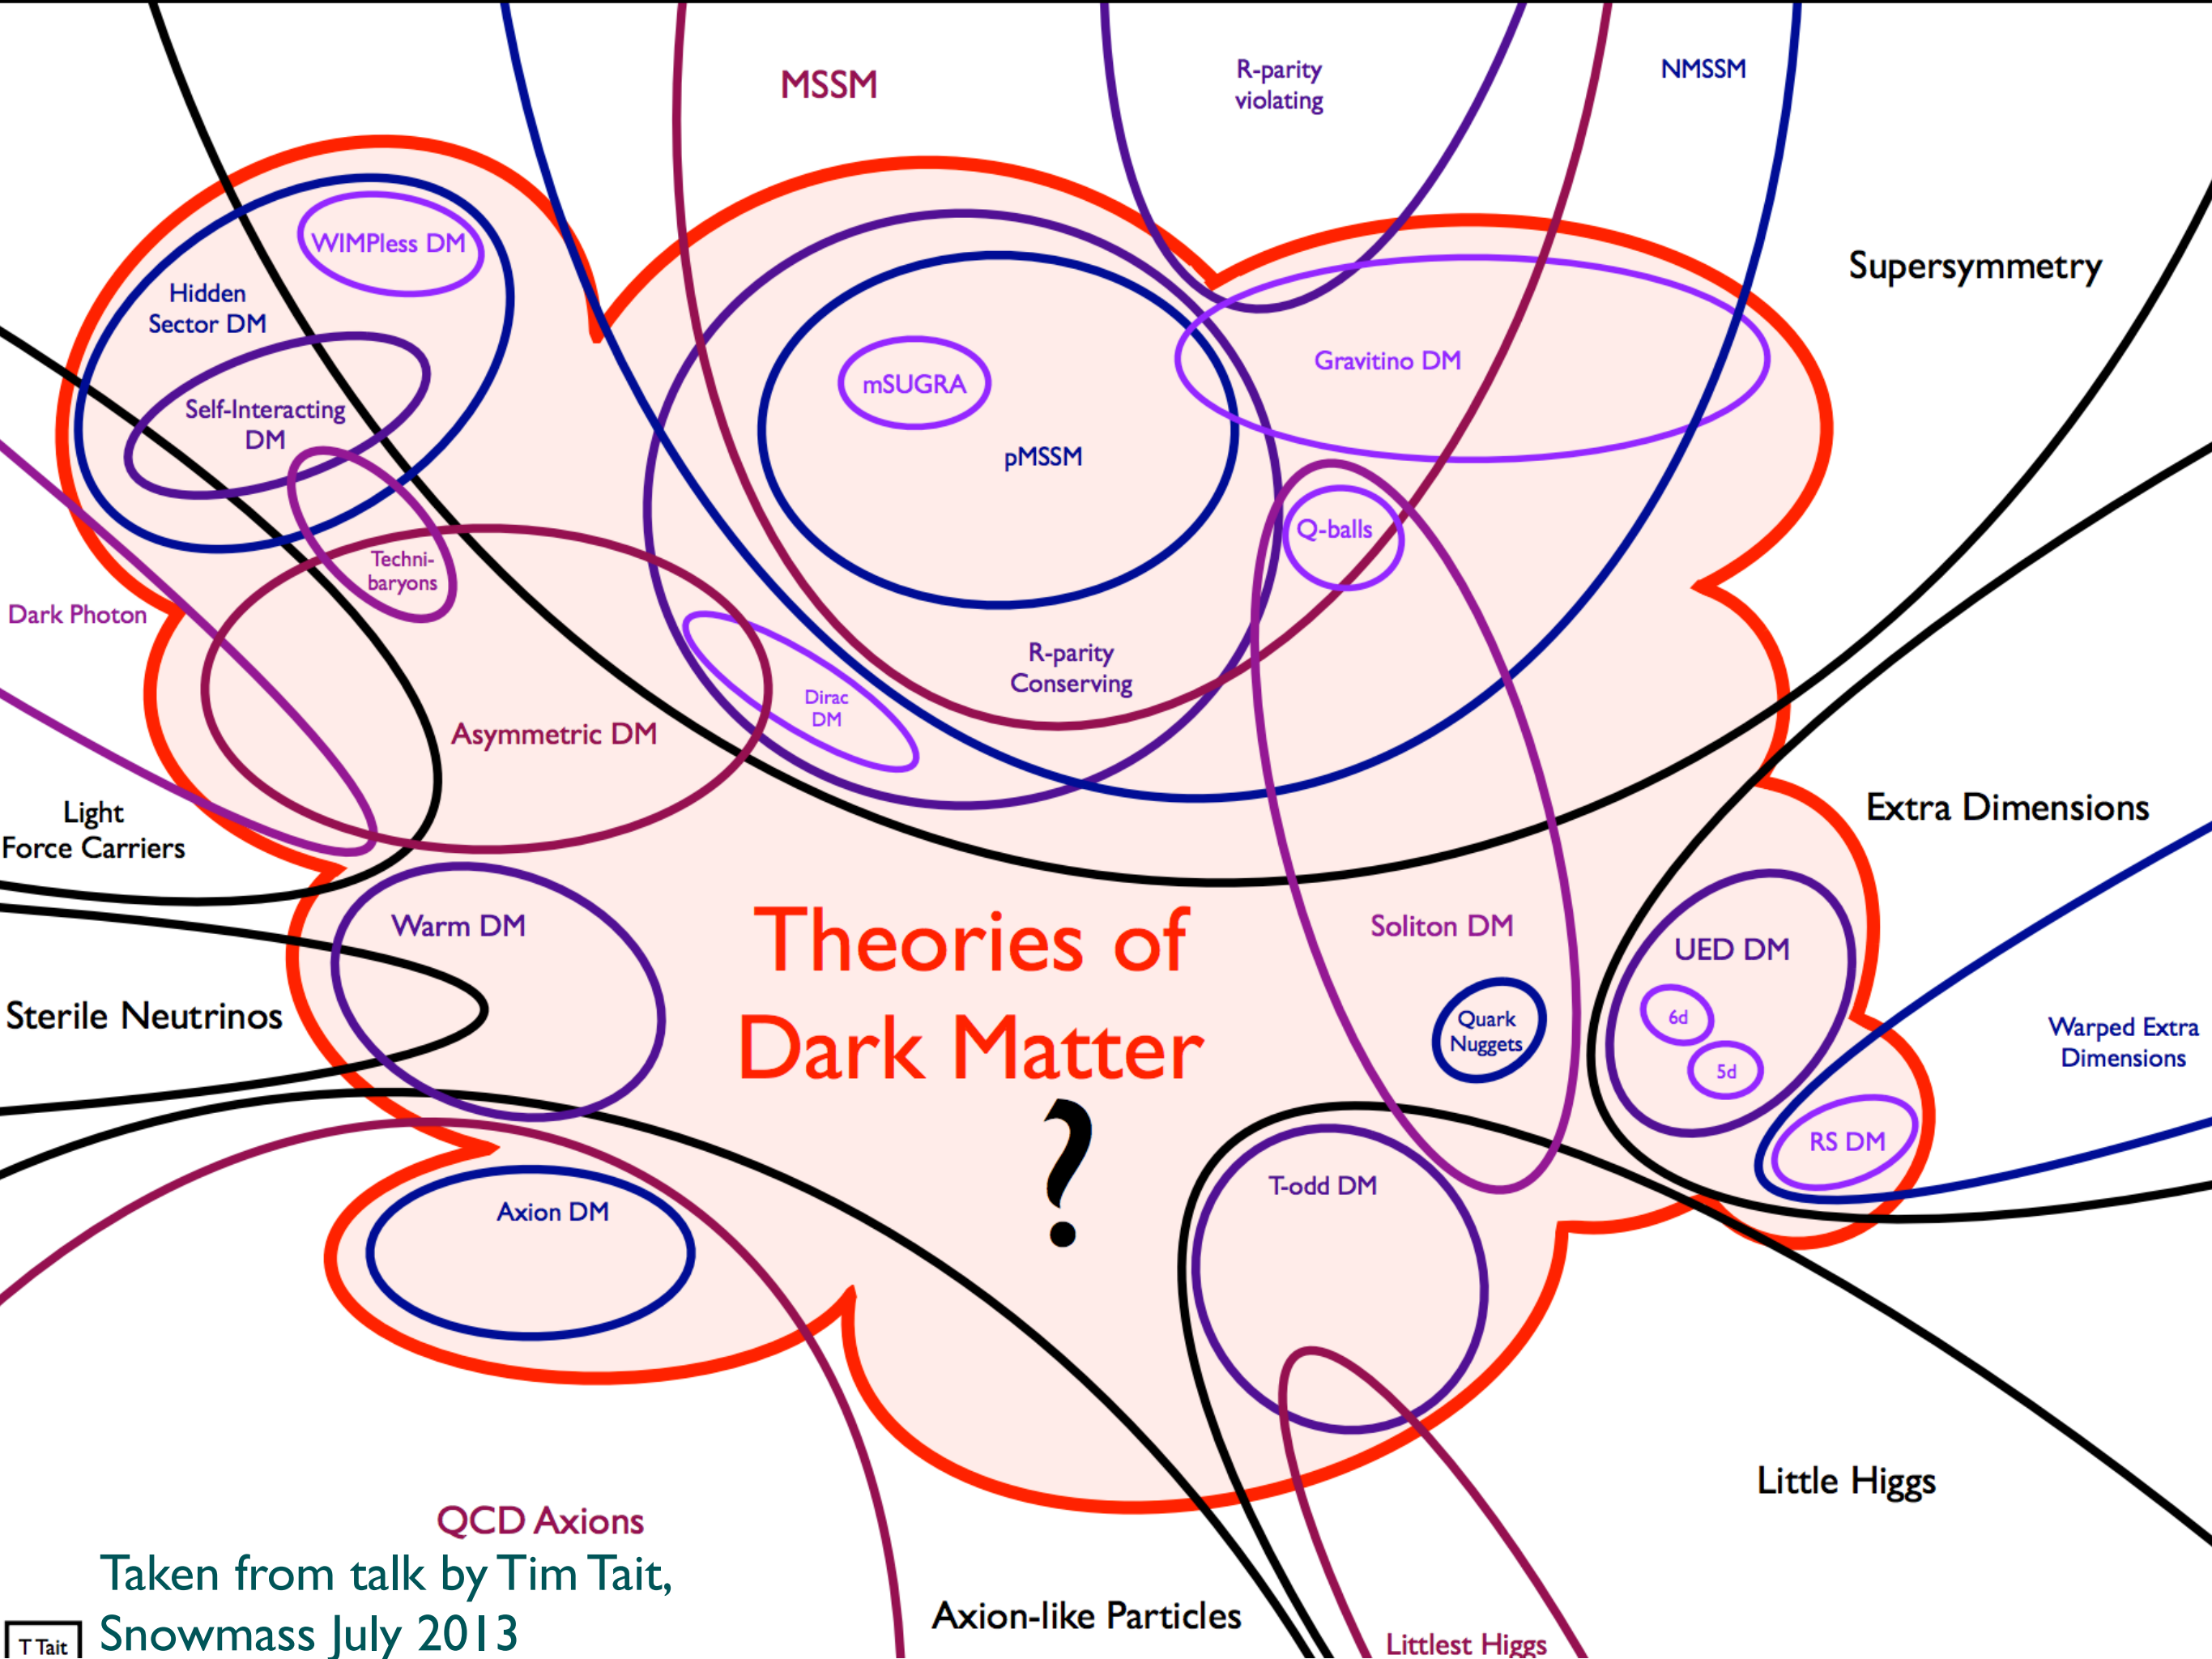 MSSM
R-parity
violating
NMSSM
WIMPless DM
Hidden
Sector DM
Supersymmetry
Self-Interacting
DM
mSUGRA
Gravitino DM
pMSSM
Q-balls
Techni-
baryons
Dark Photon
R-parity
Conserving
Dirac
DM
Asymmetric DM
Light
Force Carriers
Extra Dimensions
Warm DM
Theories of
Dark Matter
?
Soliton DM
UED DM
Sterile Neutrinos
Quark
Nuggets
6d
5d
Warped Extra
Dimensions
RS DM
Axion DM
T-odd DM
Little Higgs
QCD Axions
Taken from talk by Tim Tait,
Snowmass July 2013
T Tait
Axion-like Particles
Littlest Higgs